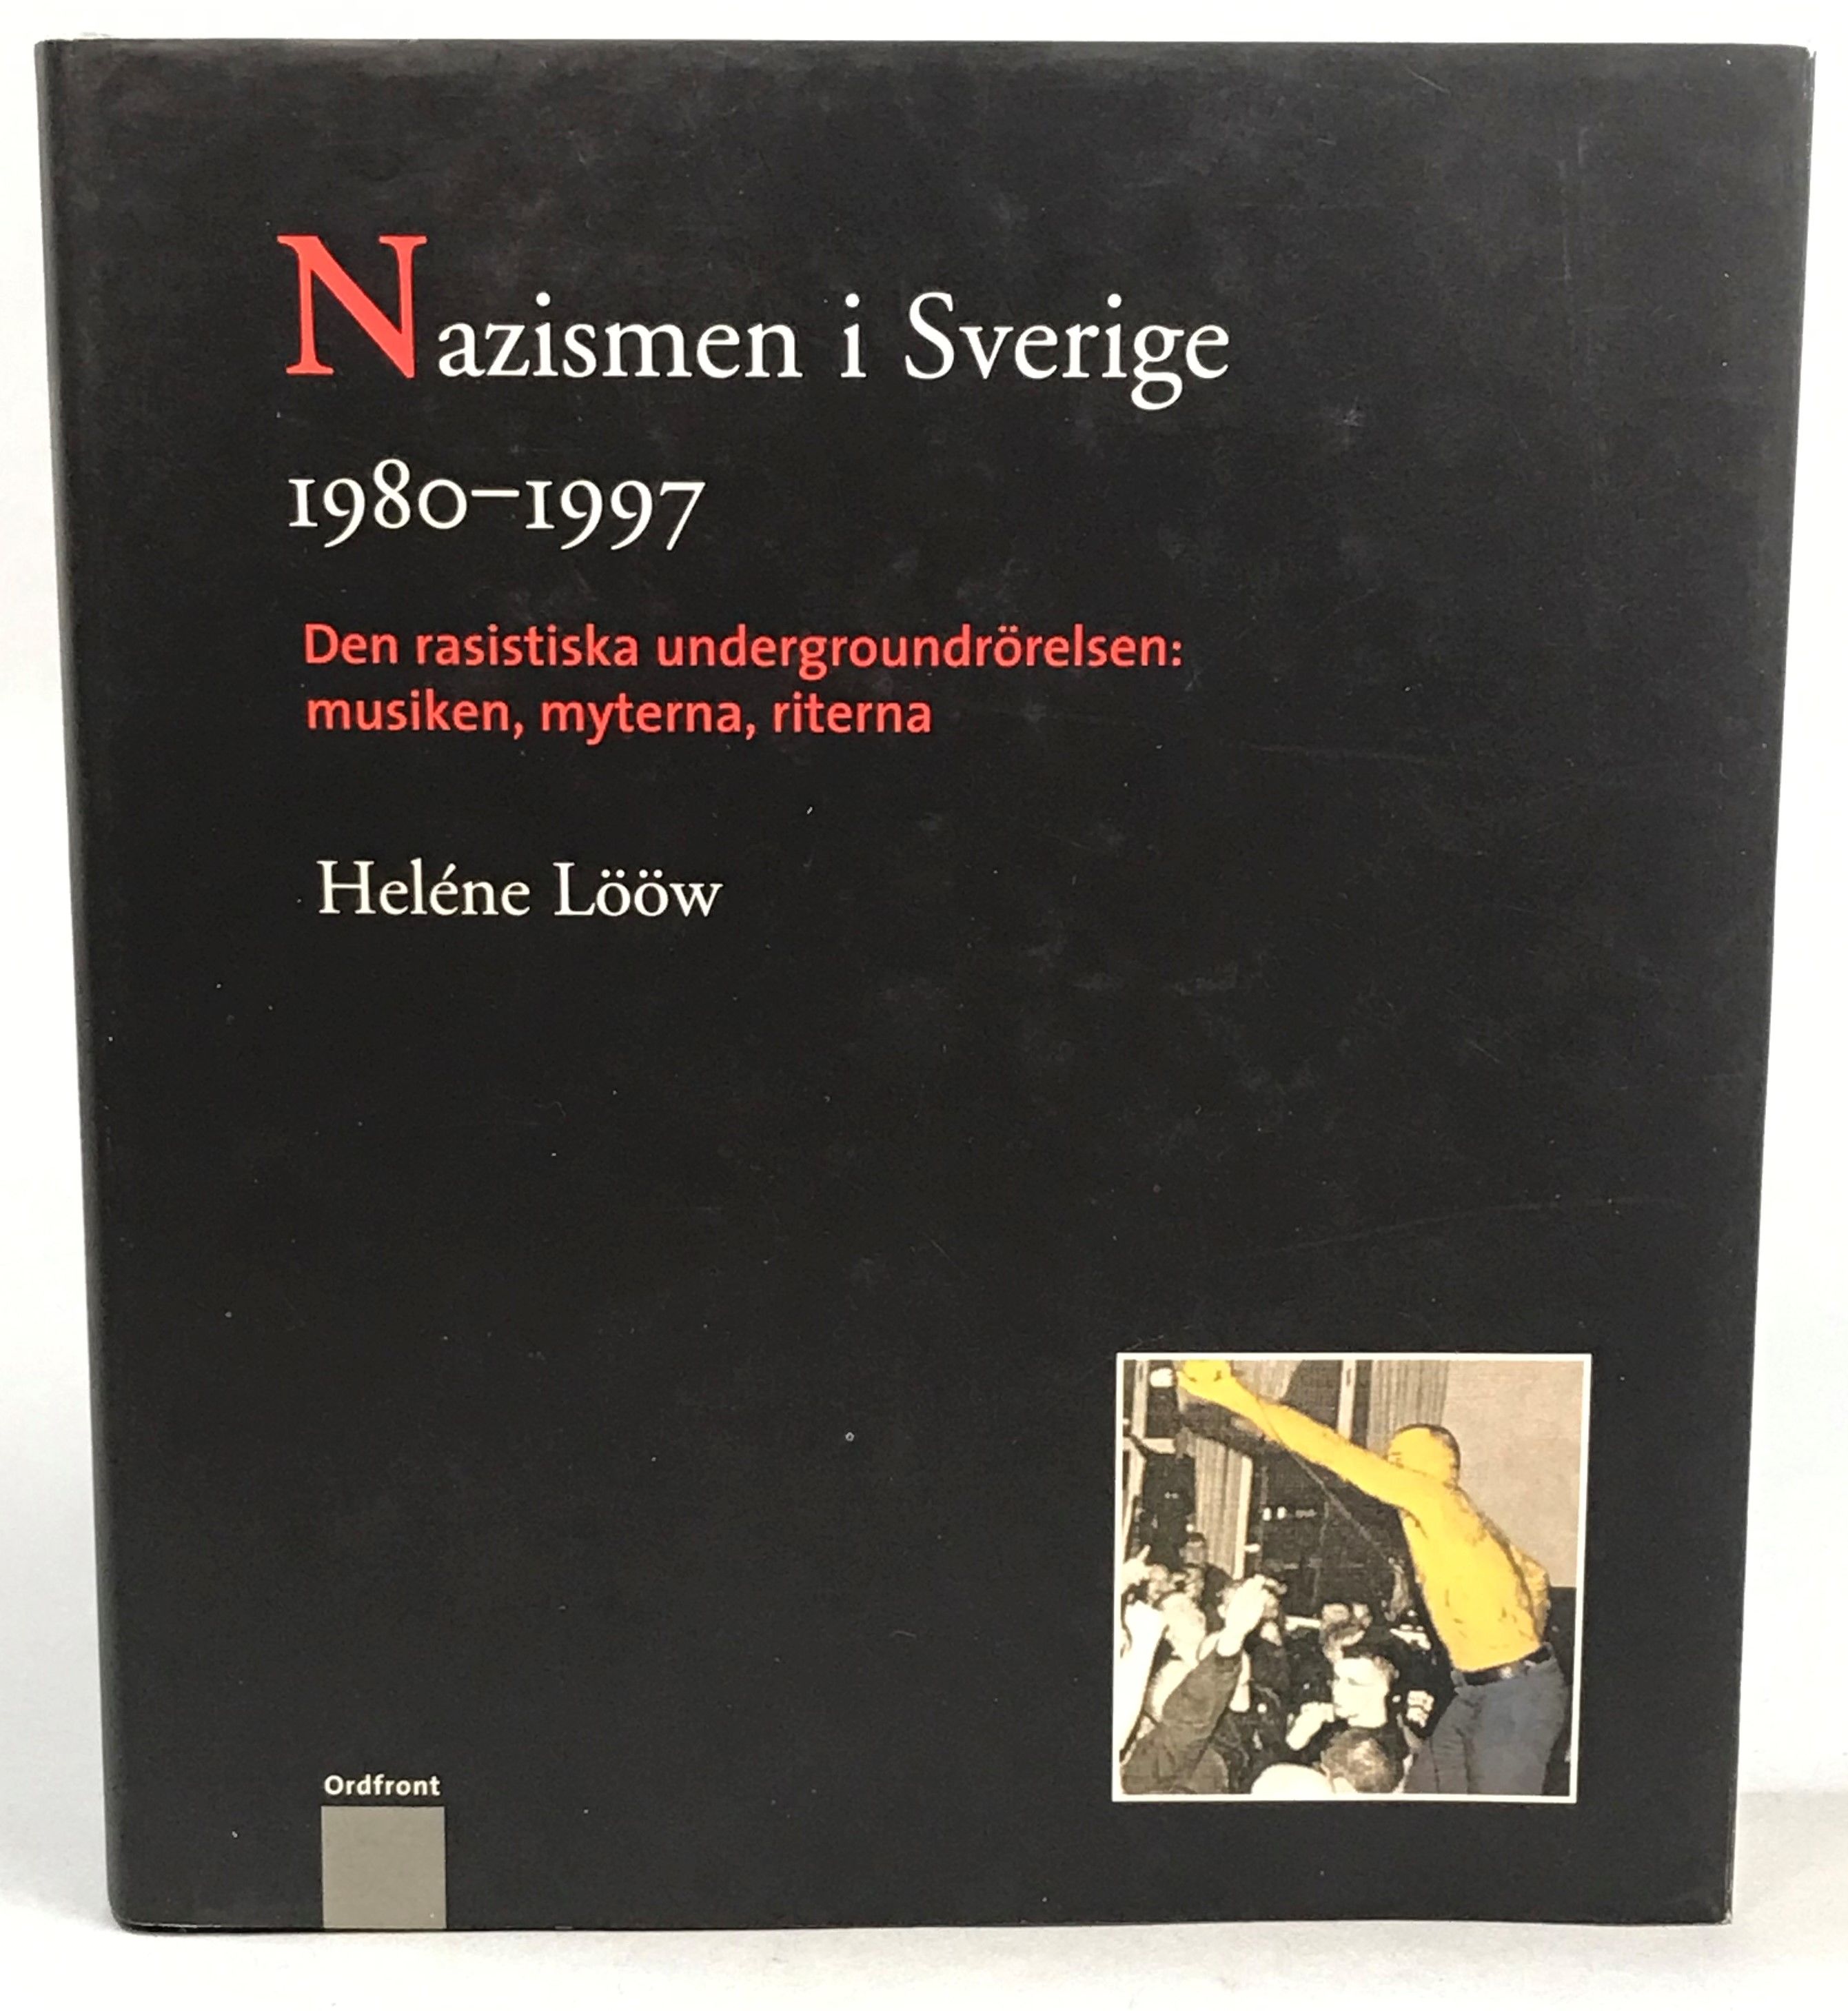 Nazismen i Sverige
1980–1997
Den rasistiska undergroundrörelsen:
musiken, myterna, riterna
Heléne Lööw
Ordfront